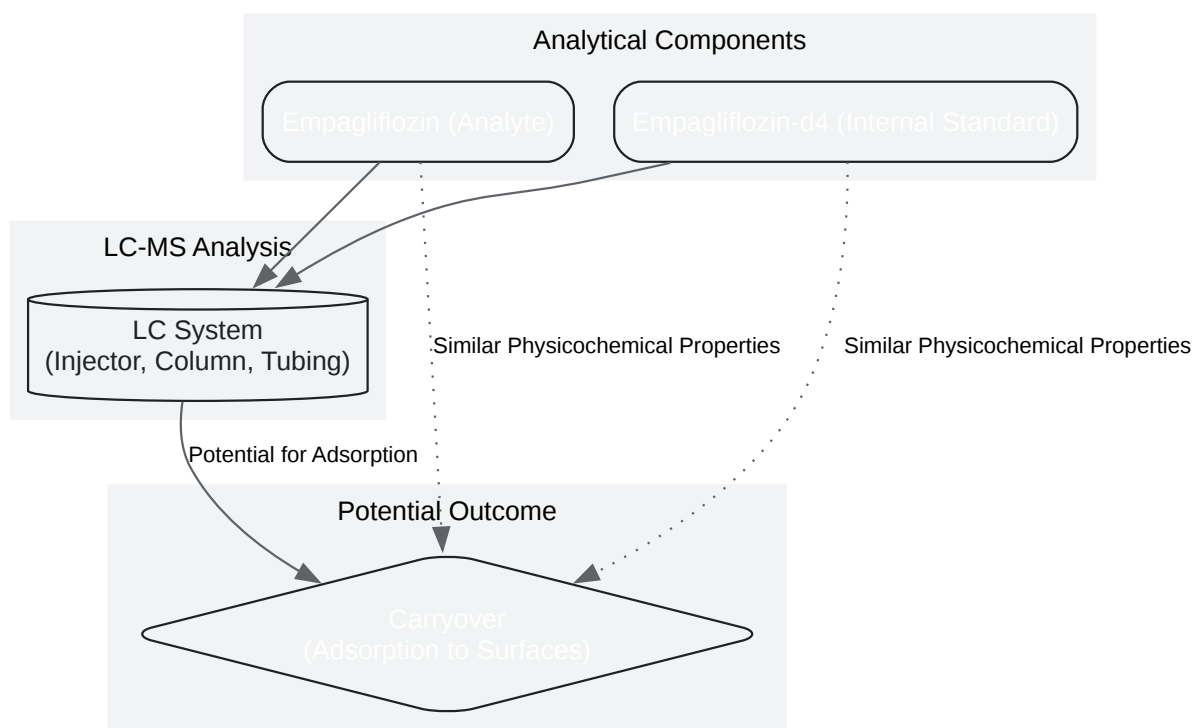 Analytical Components
Empagliflozin (Analyte)
Empagliflozin-d4 (Internal Standard)
LC-MS Analysis
LC System
(Injector, Column, Tubing)
Similar Physicochemical Properties
Similar Physicochemical Properties
Potential for Adsorption
Potential Outcome
Carryover
(Adsorption to Surfaces)